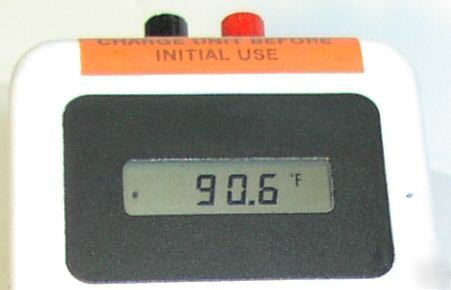 CHARGE UNIT BEFORE
INITIAL USE
90.6 °F